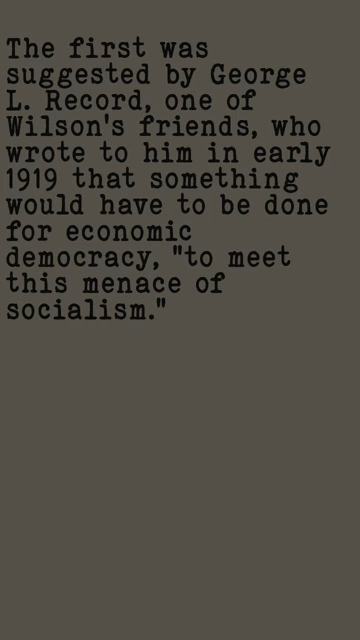 The first was
suggested by George
L. Record, one of
Wilson's friends, who
wrote to him in early
1919 that something
would have to be done
for economic
democracy, "to meet
this menace of
socialism."